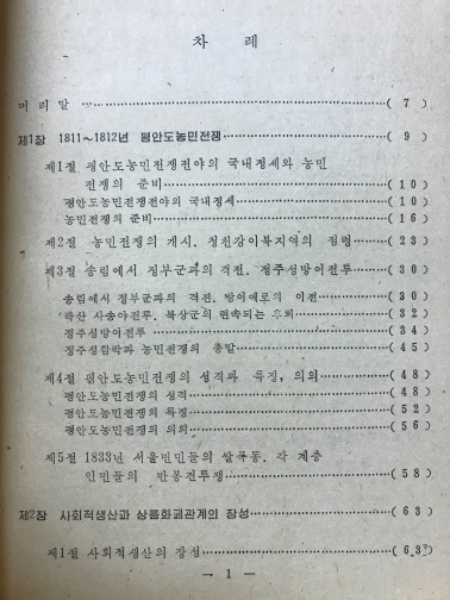 차 례
머 리 말 ……………………………………( 7 )
제1장 1811～1812년 평안도농민전쟁……………………( 9 )
제1절 평안도농민전쟁전야의 국내정세와 농민
전쟁의 준비……………………………( 10 )
평안도농민전쟁전야의 국내정세……………………( 10 )
농민전쟁의 준비……………………………( 16 )
제2절 농민전쟁의 개시. 청천강이북지역의 점령…………( 23 )
제3절 송림에서 정부군과의 격전. 정주성방어전투………( 30 )
송림에서 정부군과의 격전. 방어에로의 이전……………( 30 )
곽산 사송야전투. 북상군의 련속되는 후퇴………………( 32 )
정주성방어전투 ……………………………( 34 )
정주성함락과 농민전쟁의 종말……………………( 45 )
제4절 평안도농민전쟁의 성격과 특징, 의의………………( 48 )
평안도농민전쟁의 성격……………………………( 48 )
평안도농민전쟁의 특징……………………………( 52 )
평안도농민전쟁의 의의……………………………( 56 )
제5절 1833년 서울빈민들의 쌀폭동. 각 계층
인민들의 반봉건투쟁……………………………( 58 )
제2장 사회적생산과 상품화페관계의 장성……………………( 63 )
제1절 사회적생산의 장성……………………………( 63 )
— 1 —